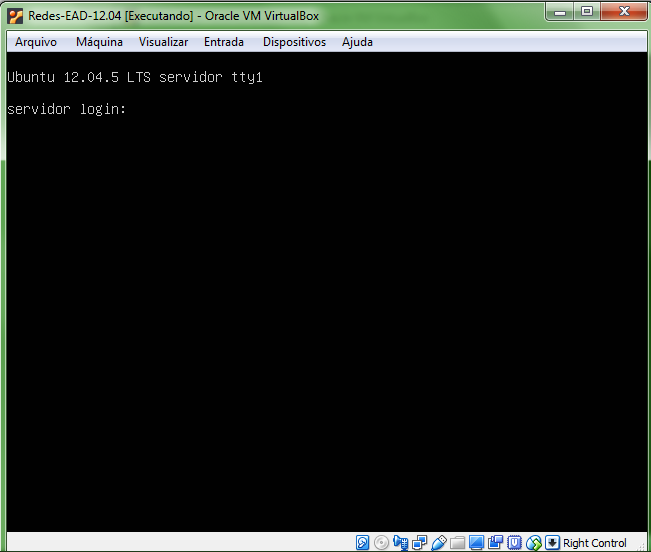 Redes-EAD-12.04 [Executando] - Oracle VM VirtualBox
Arquivo Máquina Visualizar Entrada Dispositivos Ajuda
Ubuntu 12.04.5 LTS servidor tty1
servidor login:
Right Control